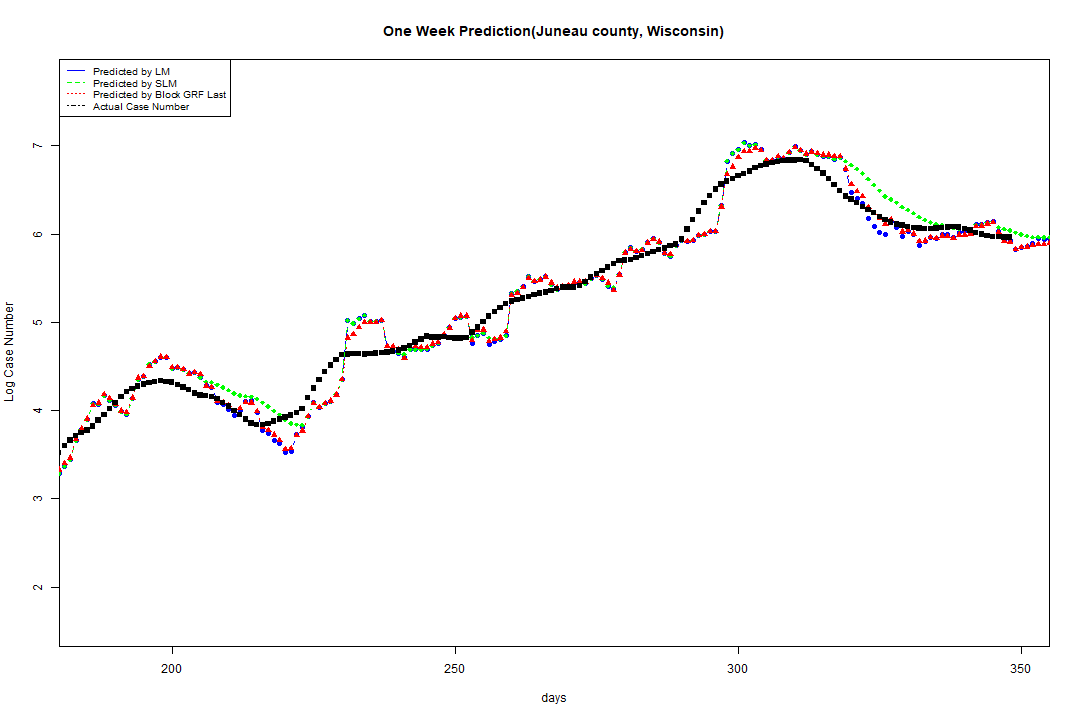 One Week Prediction(Juneau county, Wisconsin)
Predicted by LM
Predicted by SLM
Predicted by Block GRF Last
Actual Case Number
7
6
5
4
3
2
Log Case Number
200 250 300 350
days